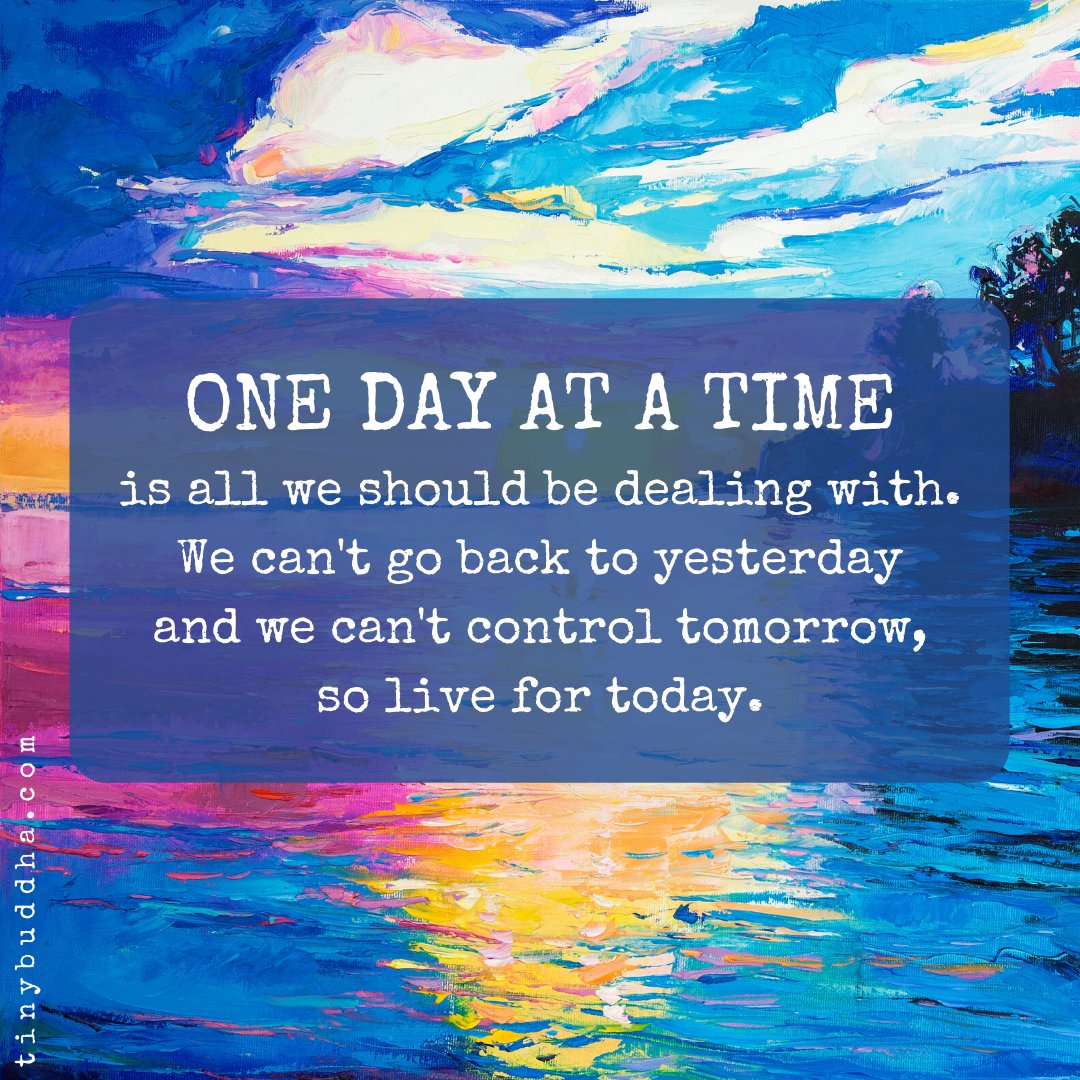 ONE DAY AT A TIME
is all we should be dealing with.
We can't go back to yesterday
and we can't control tomorrow,
so live for today.
tinybuddha.com